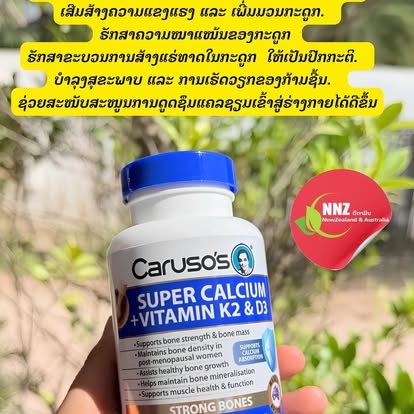 ເສີມສ້າງຄວາມແຂງແຮງ ແລະ ເພີ່ມມວນກະດູກ.
ຮັກສາຄວາມໜາແໜ້ນຂອງກະດູກ
ຮັກສາຂະບວນການສ້າງແຮ່ທາດໃນກະດູກ ໃຫ້ເປັນປົກກະຕິ.
ບໍາລຸງສຸຂະພາບ ແລະ ການເຮັດວຽກຂອງກ້າມຊີ້ນ.
ຊ່ວຍສະໜັບສະໜູນການດູດຊຶມແຄລຊຽມເຂົ້າສູ່ຮ່າງກາຍໄດ້ດີຂຶ້ນ
NNZ
NewZealand & Australia
Caruso's
SUPER CALCIUM
+VITAMIN K2 & D3
• Supports bone strength & bone mass
• Maintains bone density in
post-menopausal women
• Assists healthy bone growth
• Helps maintain bone mineralisation
• Supports muscle health & function
SUPPORTS
CALCIUM
ABSORPTION
STRONG BONES